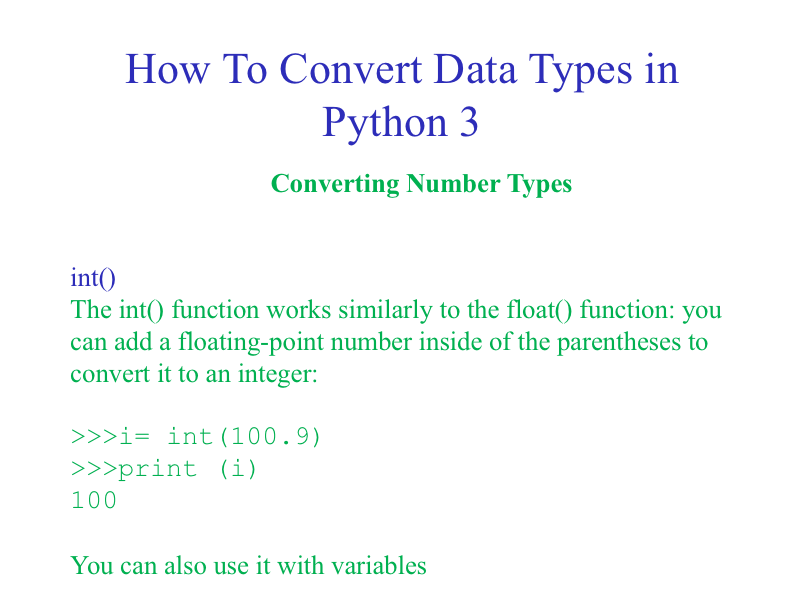 How To Convert Data Types in
Python 3
Converting Number Types
int()
The int() function works similarly to the float() function: you
can add a floating-point number inside of the parentheses to
convert it to an integer:
>>>i= int(100.9)
>>>print (i)
100
You can also use it with variables